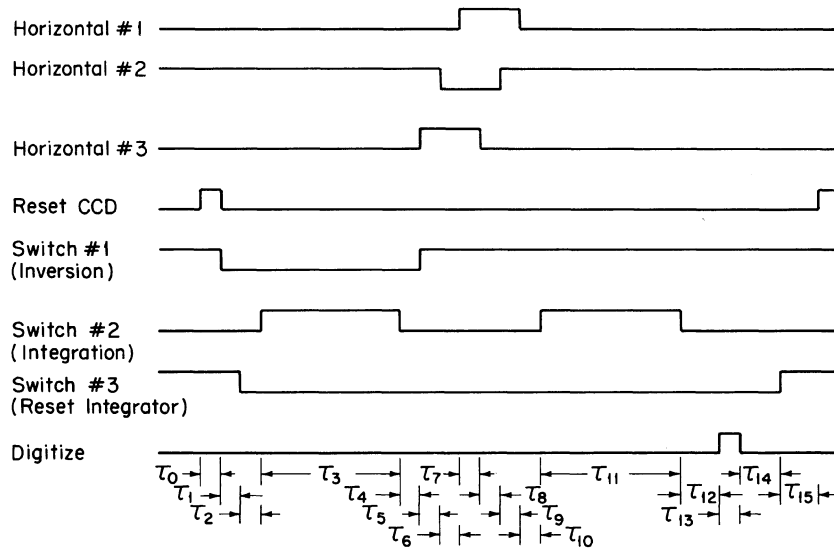 Horizontal #1
Horizontal #2
Horizontal #3
Reset CCD
Switch #1
(Inversion)
Switch #2
(Integration)
Switch #3
(Reset Integrator)
Digitize
τ0 τ3 τ7 τ11 τ14
τ1 τ4 τ8 τ12 τ15
τ2 τ5 τ9 τ13
τ6 τ10